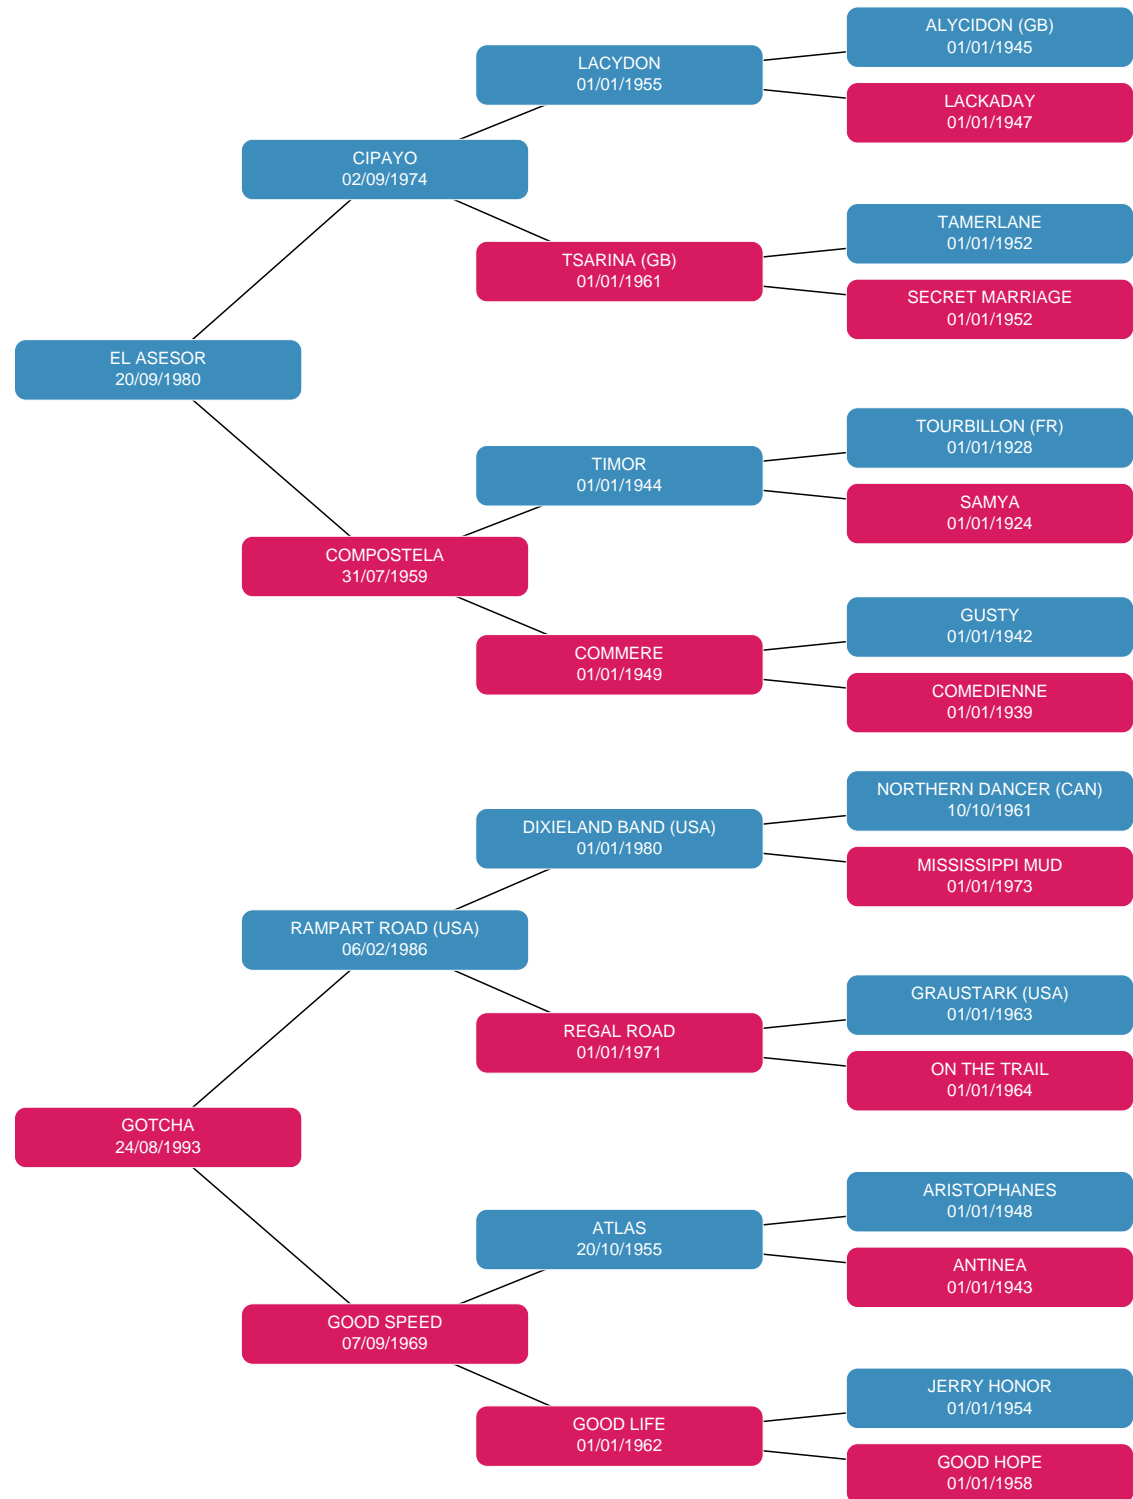 ALYCIDON (GB)
01/01/1945
LACYDON
01/01/1955
LACKADAY
01/01/1947
CIPAYO
02/09/1974
TAMERLANE
01/01/1952
TSARINA (GB)
01/01/1961
SECRET MARRIAGE
01/01/1952
EL ASESOR
20/09/1980
TOURBILLON (FR)
01/01/1928
TIMOR
01/01/1944
SAMYA
01/01/1924
COMPOSTELA
31/07/1959
GUSTY
01/01/1942
COMMERE
01/01/1949
COMEDIENNE
01/01/1939
NORTHERN DANCER (CAN)
10/10/1961
DIXIELAND BAND (USA)
01/01/1980
MISSISSIPPI MUD
01/01/1973
RAMPART ROAD (USA)
06/02/1986
GRAUSTARK (USA)
01/01/1963
REGAL ROAD
01/01/1971
ON THE TRAIL
01/01/1964
GOTCHA
24/08/1993
ARISTOPHANES
01/01/1948
ATLAS
20/10/1955
ANTINEA
01/01/1943
GOOD SPEED
07/09/1969
JERRY HONOR
01/01/1954
GOOD LIFE
01/01/1962
GOOD HOPE
01/01/1958